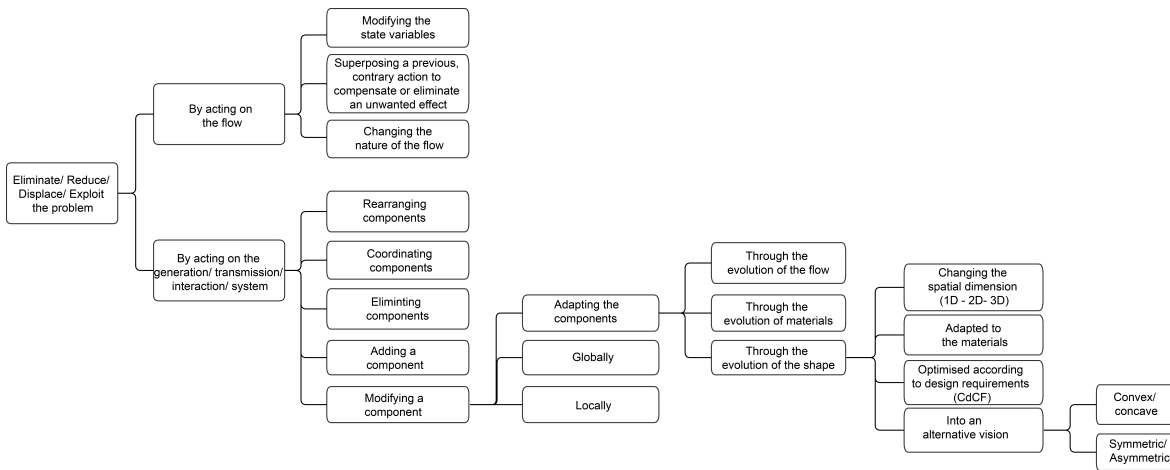 Eliminate/ Reduce/
Displace/ Exploit
the problem
By acting on
the flow
Modifying the
state variables
Superposing a previous,
contrary action to
compensate or eliminate
an unwanted effect
Changing the
nature of the flow
By acting on the
generation/ transmission/
interaction/ system
Rearranging
components
Coordinating
components
Eliminting
components
Adding a
component
Modifying a
component
Adapting the
components
Globally
Locally
Through the
evolution of the flow
Through the
evolution of materials
Through the
evolution of the shape
Changing the
spatial dimension
(1D - 2D- 3D)
Adapted to
the materials
Optimised according
to design requirements
(CdCF)
Into an
alternative vision
Convex/
concave
Symmetric/
Asymmetric